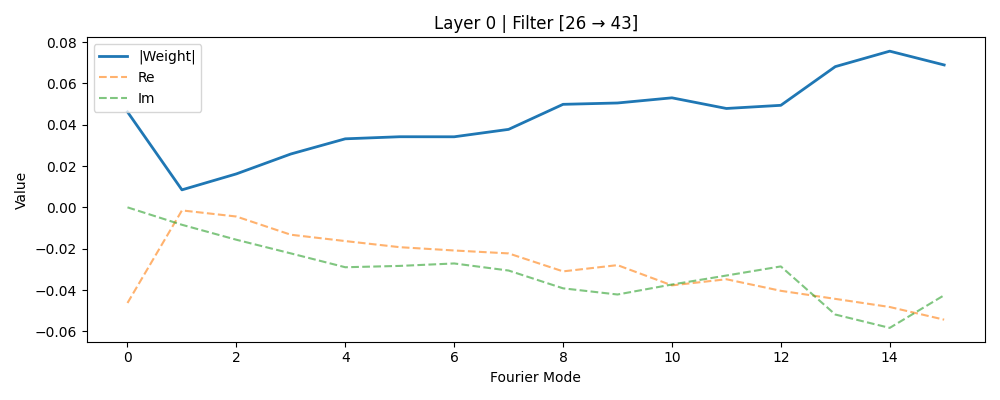 Layer 0 | Filter [26 → 43]
|Weight|
Re
Im
0.08
0.06
0.04
0.02
0.00
−0.02
−0.04
−0.06
Value
0 2 4 6 8 10 12 14
Fourier Mode